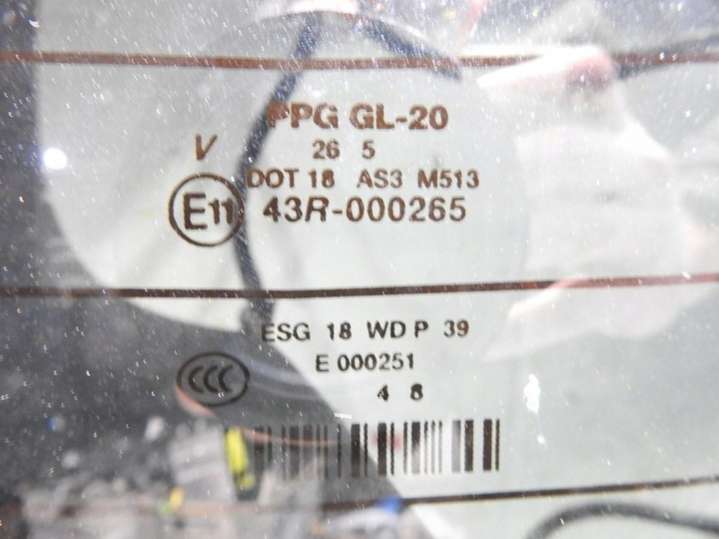 PPG GL-20
V 26 5
DOT 18 AS3 M513
E11 43R-000265
ESG 18 WD P 39
E 000251
CCC
4 8